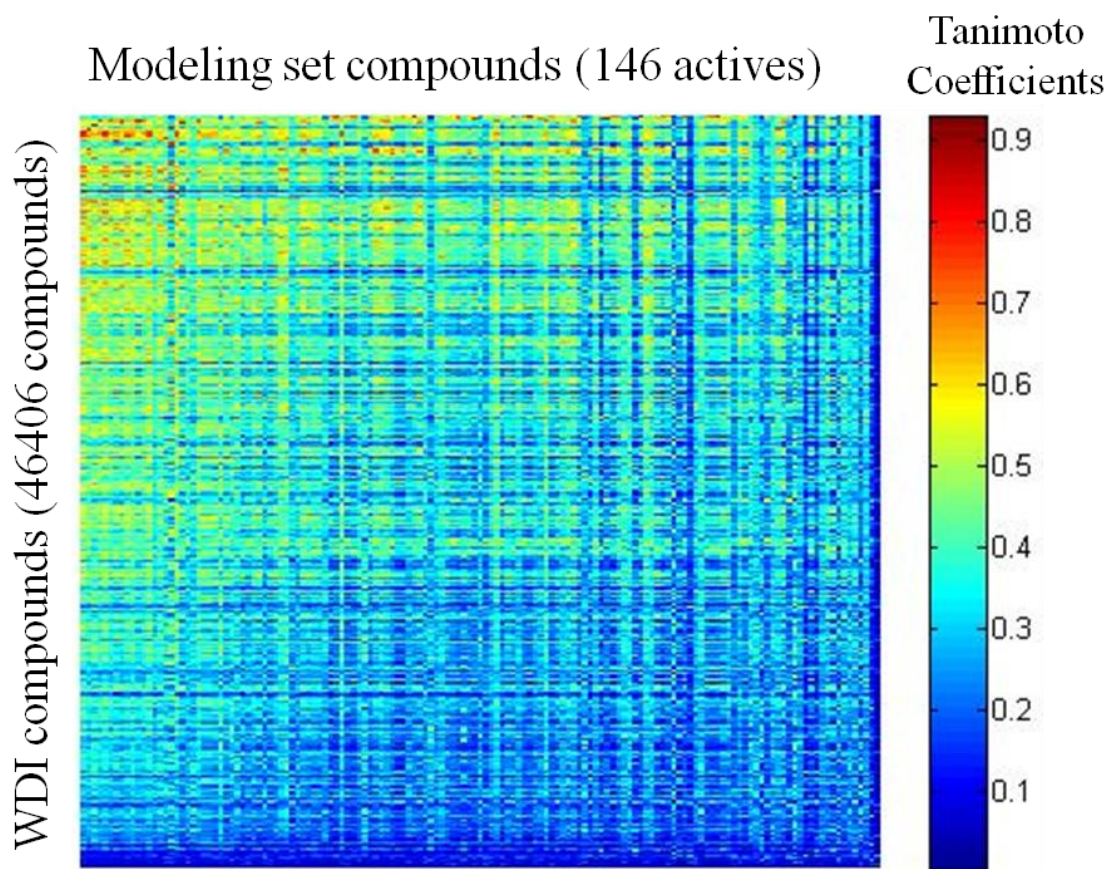 Modeling set compounds (146 actives)
Tanimoto
Coefficients
WDI compounds (46406 compounds)
0.9
0.8
0.7
0.6
0.5
0.4
0.3
0.2
0.1